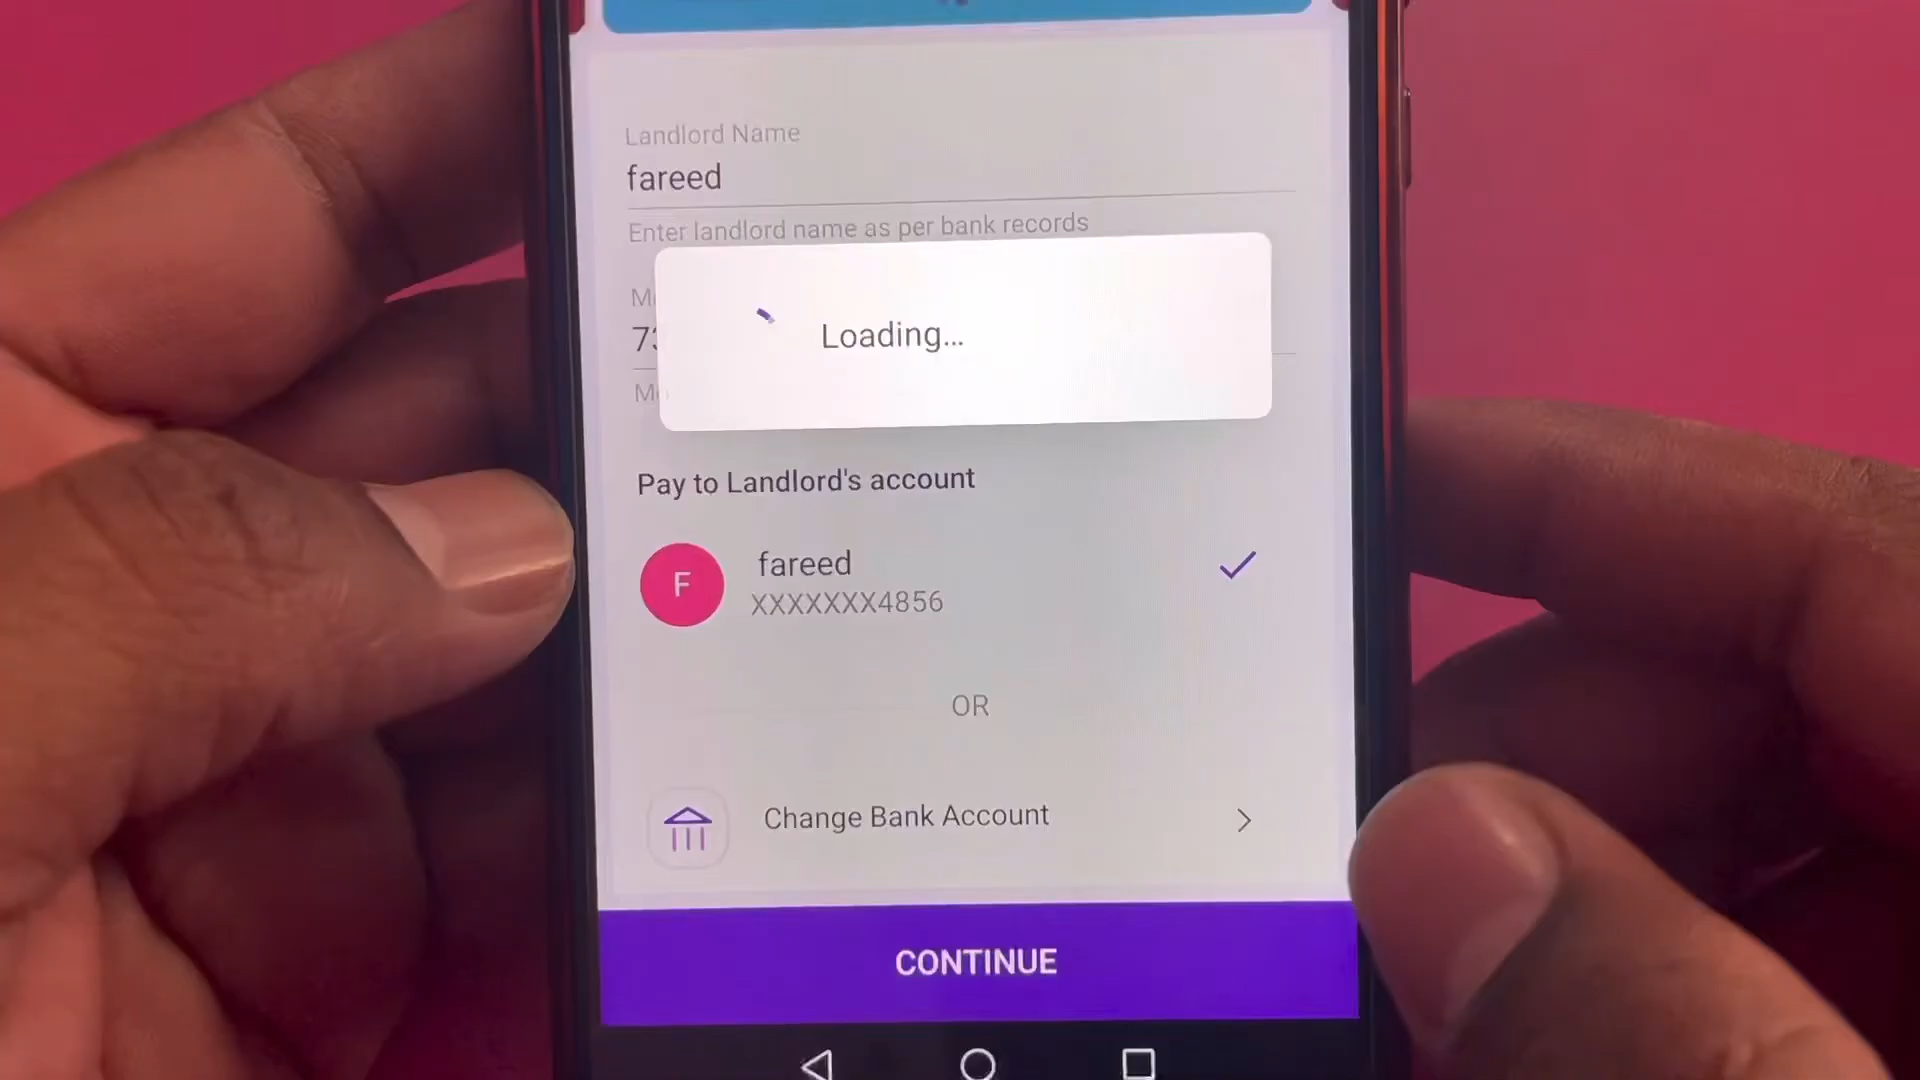 Landlord Name
fareed
Enter landlord name as per bank records
Loading...
Pay to Landlord's account
F
fareed
XXXXXXX4856
OR
Change Bank Account
CONTINUE